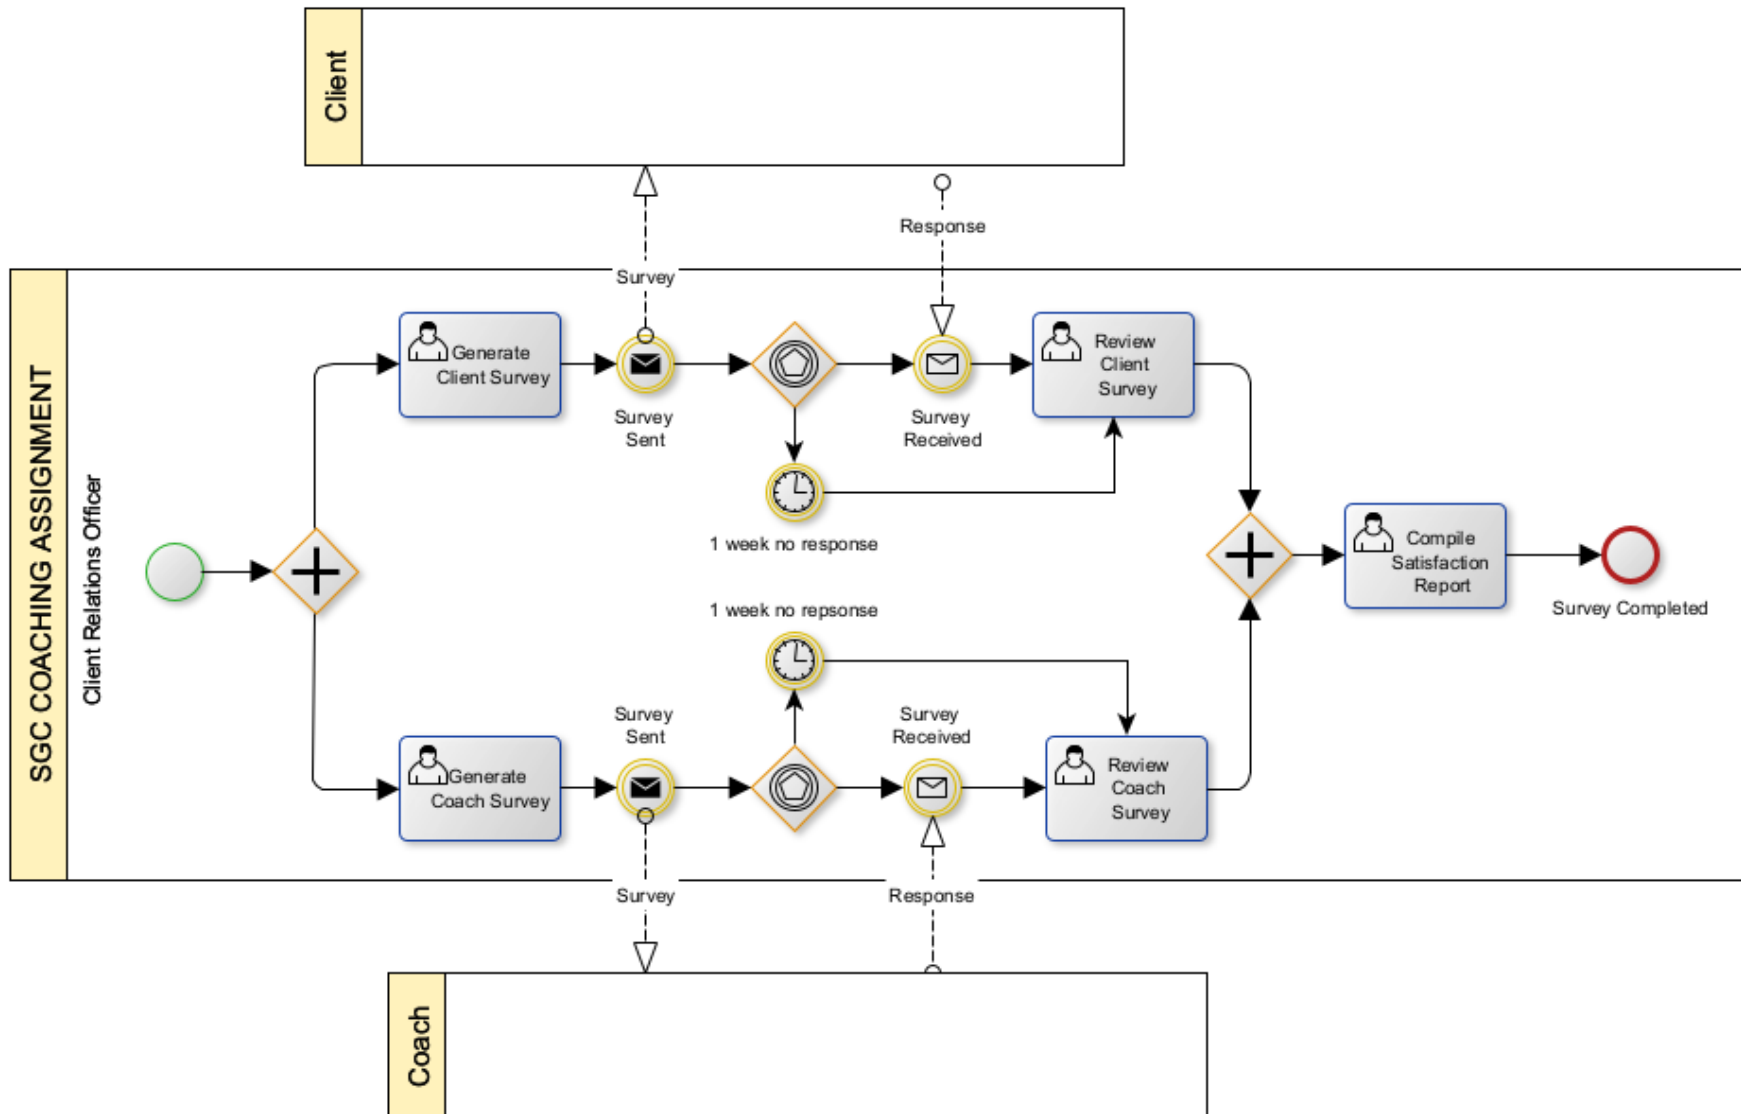 Client
Response
Survey
SGC COACHING ASSIGNMENT
Client Relations Officer
Generate
Client Survey
Survey
Sent
Survey
Received
Review
Client
Survey
1 week no response
1 week no repsonse
Compile
Satisfaction
Report
Survey Completed
Survey
Sent
Survey
Received
Generate
Coach Survey
Review
Coach
Survey
Survey
Response
Coach